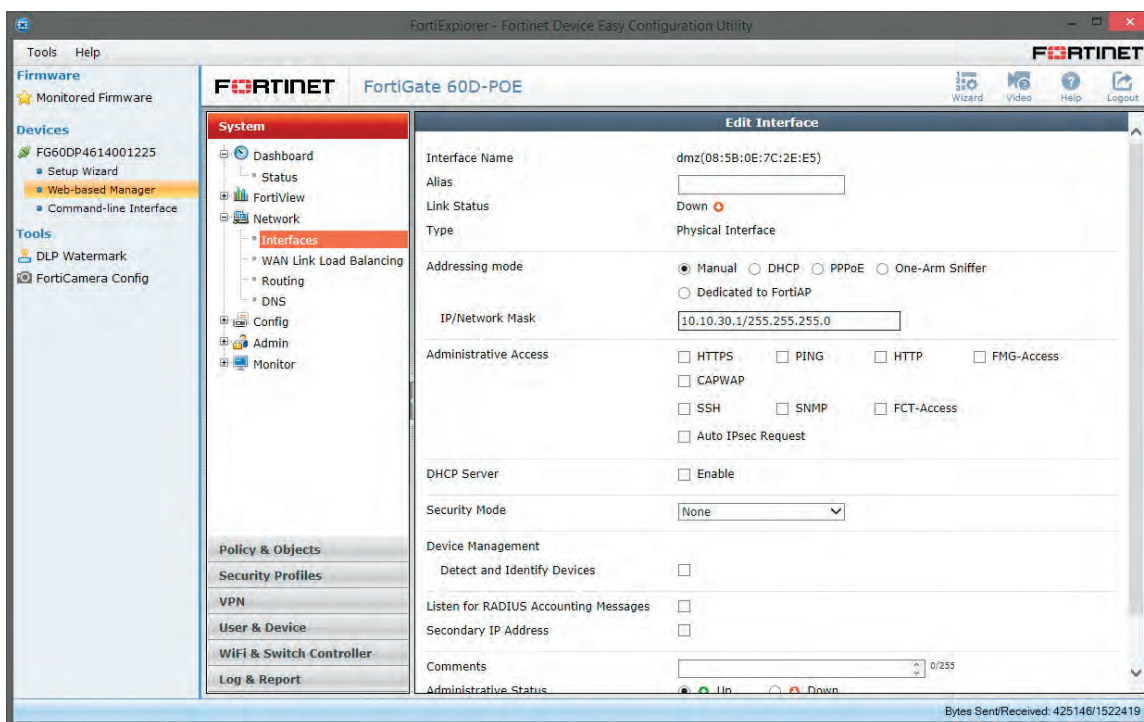 FortiExplorer - Fortinet Device Easy Configuration Utility
Tools Help
FORTINET
Firmware
Monitored Firmware
Devices
FG60DP4614001225
Setup Wizard
Web-based Manager
Command-line Interface
Tools
DLP Watermark
FortiCamera Config
FORTINET FortiGate 60D-POE
Wizard Video Help Logout
System
Dashboard
Status
FortiView
Network
Interfaces
WAN Link Load Balancing
Routing
DNS
Config
Admin
Monitor
Policy & Objects
Security Profiles
VPN
User & Device
WiFi & Switch Controller
Log & Report
Edit Interface
Interface Name dmz(08:5B:0E:7C:2E:E5)
Alias
Link Status Down
Type Physical Interface
Addressing mode Manual DHCP PPPoE One-Arm Sniffer
Dedicated to FortiAP
IP/Network Mask 10.10.30.1/255.255.255.0
Administrative Access HTTPS PING HTTP FMG-Access
CAPWAP
SSH SNMP FCT-Access
Auto IPsec Request
DHCP Server Enable
Security Mode None
Device Management
Detect and Identify Devices
Listen for RADIUS Accounting Messages
Secondary IP Address
Comments 0/255
Administrative Status Up Down
Bytes Sent/Received: 425146/1522419